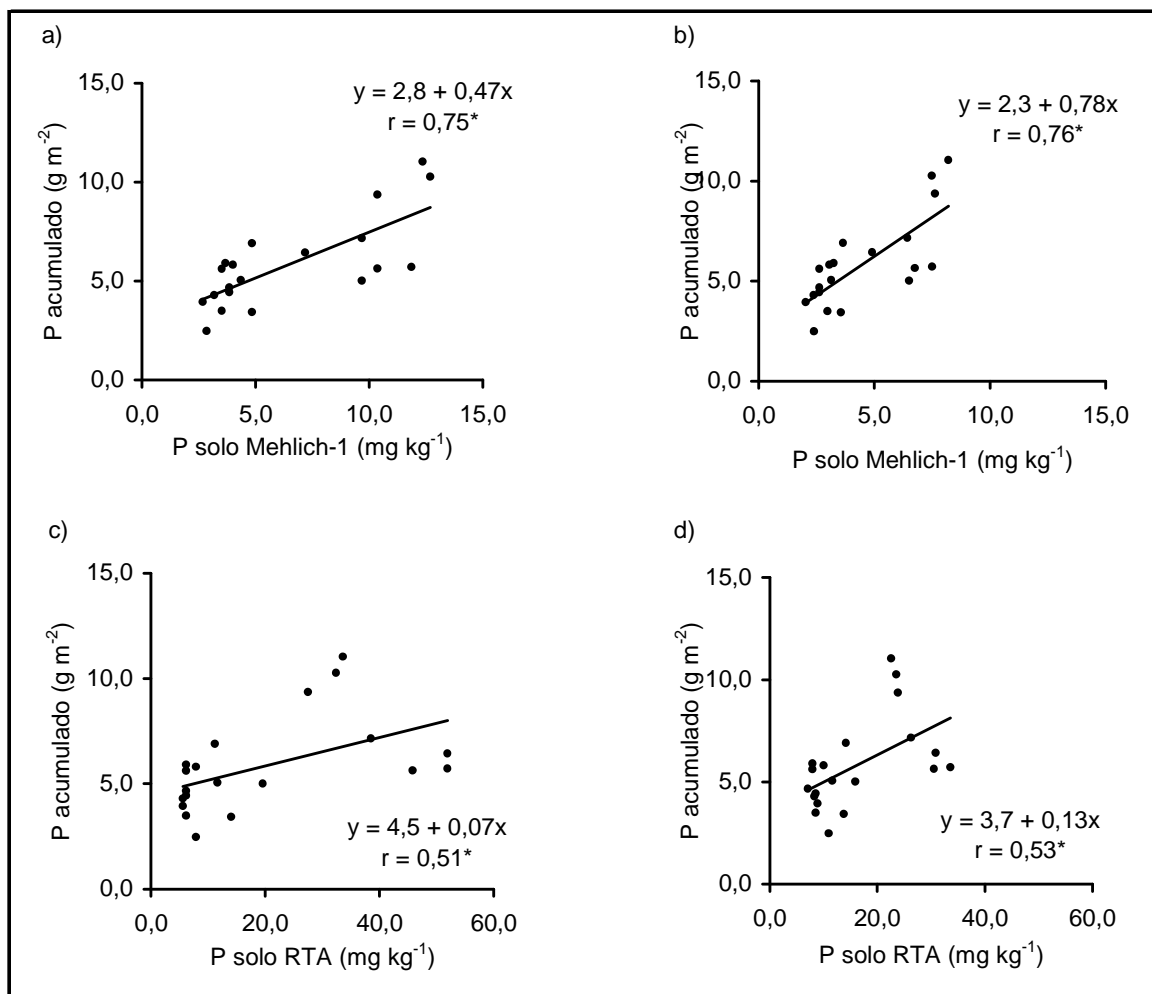 a)
y = 2,8 + 0,47x
r = 0,75*
P acumulado (g m⁻²)
15,0
10,0
5,0
0,0
0,0 5,0 10,0 15,0
P solo Mehlich-1 (mg kg⁻¹)
b)
y = 2,3 + 0,78x
r = 0,76*
P acumulado (g m⁻²)
15,0
10,0
5,0
0,0
0,0 5,0 10,0 15,0
P solo Mehlich-1 (mg kg⁻¹)
c)
P acumulado (g m⁻²)
15,0
10,0
5,0
0,0
y = 4,5 + 0,07x
r = 0,51*
0,0 20,0 40,0 60,0
P solo RTA (mg kg⁻¹)
d)
P acumulado (g m⁻²)
15,0
10,0
5,0
0,0
y = 3,7 + 0,13x
r = 0,53*
0,0 20,0 40,0 60,0
P solo RTA (mg kg⁻¹)